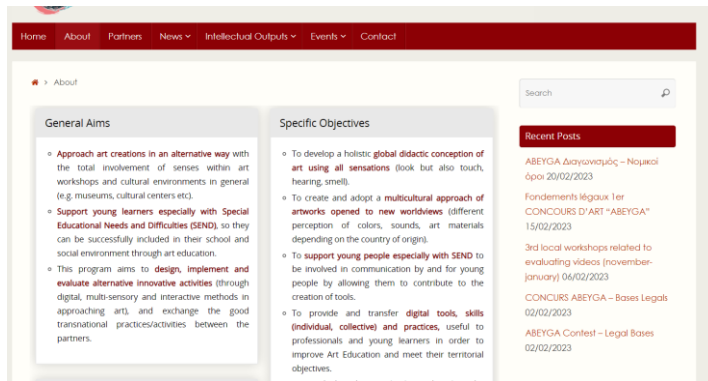 Home About Partners News Intellectual Outputs Events Contact
> About
General Aims
Approach art creations in an alternative way with
the total involvement of senses within art
workshops and cultural environments in general
(e.g. museums, cultural centers etc).
Support young learners especially with Special
Educational Needs and Difficulties (SEND), so they
can be successfully included in their school and
social environment through art education.
This program aims to design, implement and
evaluate alternative innovative activities (through
digital, multi-sensory and interactive methods in
approaching art), and exchange the good
transnational practices/activities between the
partners.
Specific Objectives
To develop a holistic global didactic conception of
art using all sensations (look but also touch,
hearing, smell).
To create and adopt a multicultural approach of
artworks opened to new worldviews (different
perception of colors, sounds, art materials
depending on the country of origin).
To support young people especially with SEND to
be involved in communication by and for young
people by allowing them to contribute to the
creation of tools.
To provide and transfer digital tools, skills
(individual, collective) and practices, useful to
professionals and young learners in order to
improve Art Education and meet their territorial
objectives.
Search
Recent Posts
ABEYGA Διαγωνισμός – Νομικοί
όροι 20/02/2023
Fondements légaux 1er
CONCOURS D'ART "ABEYGA"
15/02/2023
3rd local workshops related to
evaluating videos (november-
january) 06/02/2023
CONCURS ABEYGA – Bases Legals
02/02/2023
ABEYGA Contest – Legal Bases
02/02/2023